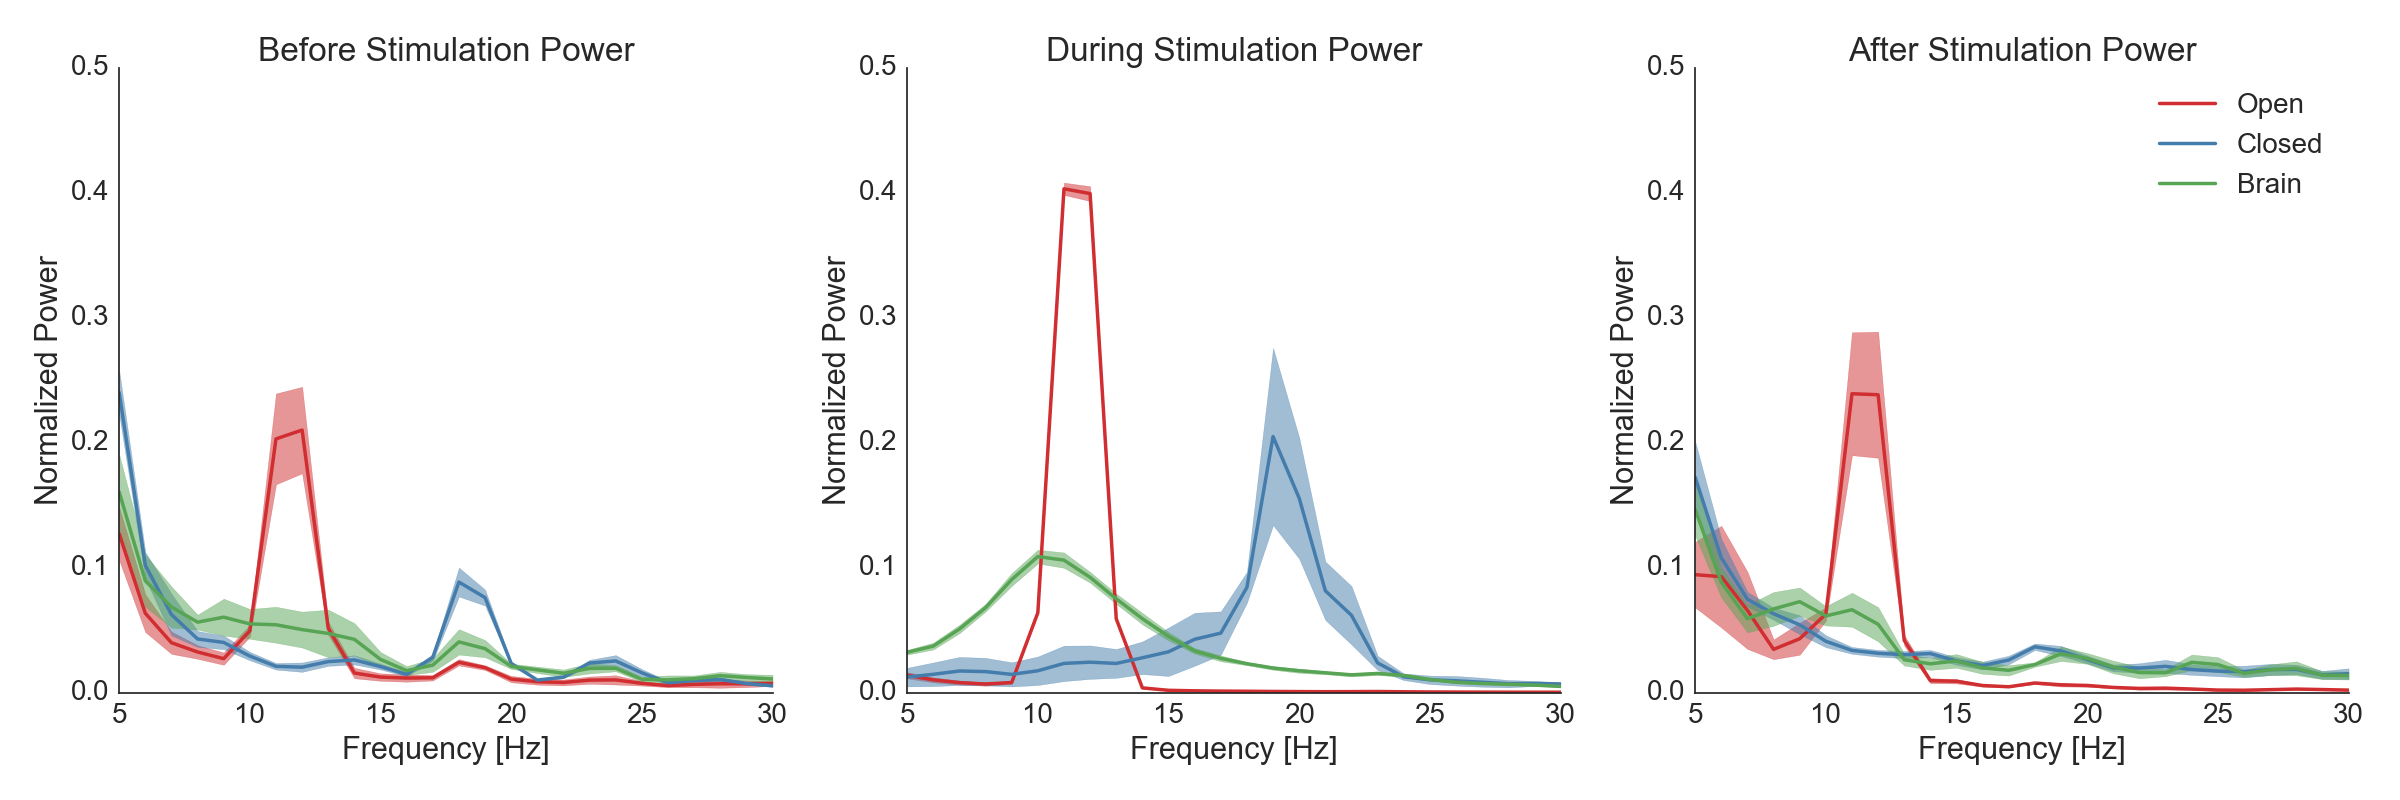 Before Stimulation Power
0.5
0.4
0.3
0.2
0.1
0.0
Normalized Power
5 10 15 20 25 30
Frequency [Hz]
During Stimulation Power
0.5
0.4
0.3
0.2
0.1
0.0
Normalized Power
5 10 15 20 25 30
Frequency [Hz]
After Stimulation Power
0.5
0.4
0.3
0.2
0.1
0.0
Normalized Power
Open
Closed
Brain
5 10 15 20 25 30
Frequency [Hz]